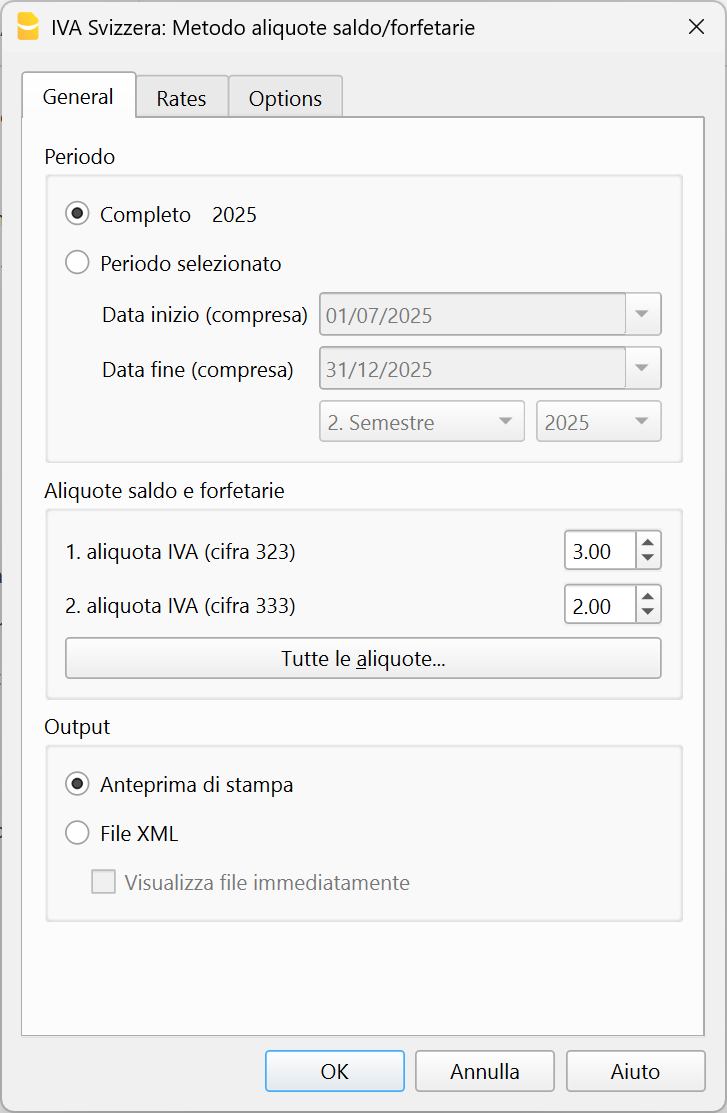 IVA Svizzera: Metodo aliquote saldo/forfetarie
General Rates Options
Periodo
Completo 2025
Periodo selezionato
Data inizio (compresa) 01/07/2025
Data fine (compresa) 31/12/2025
2. Semestre 2025
Aliquote saldo e forfetarie
1. aliquota IVA (cifra 323) 3.00
2. aliquota IVA (cifra 333) 2.00
Tutte le aliquote...
Output
Anteprima di stampa
File XML
Visualizza file immediatamente
OK Annulla Aiuto